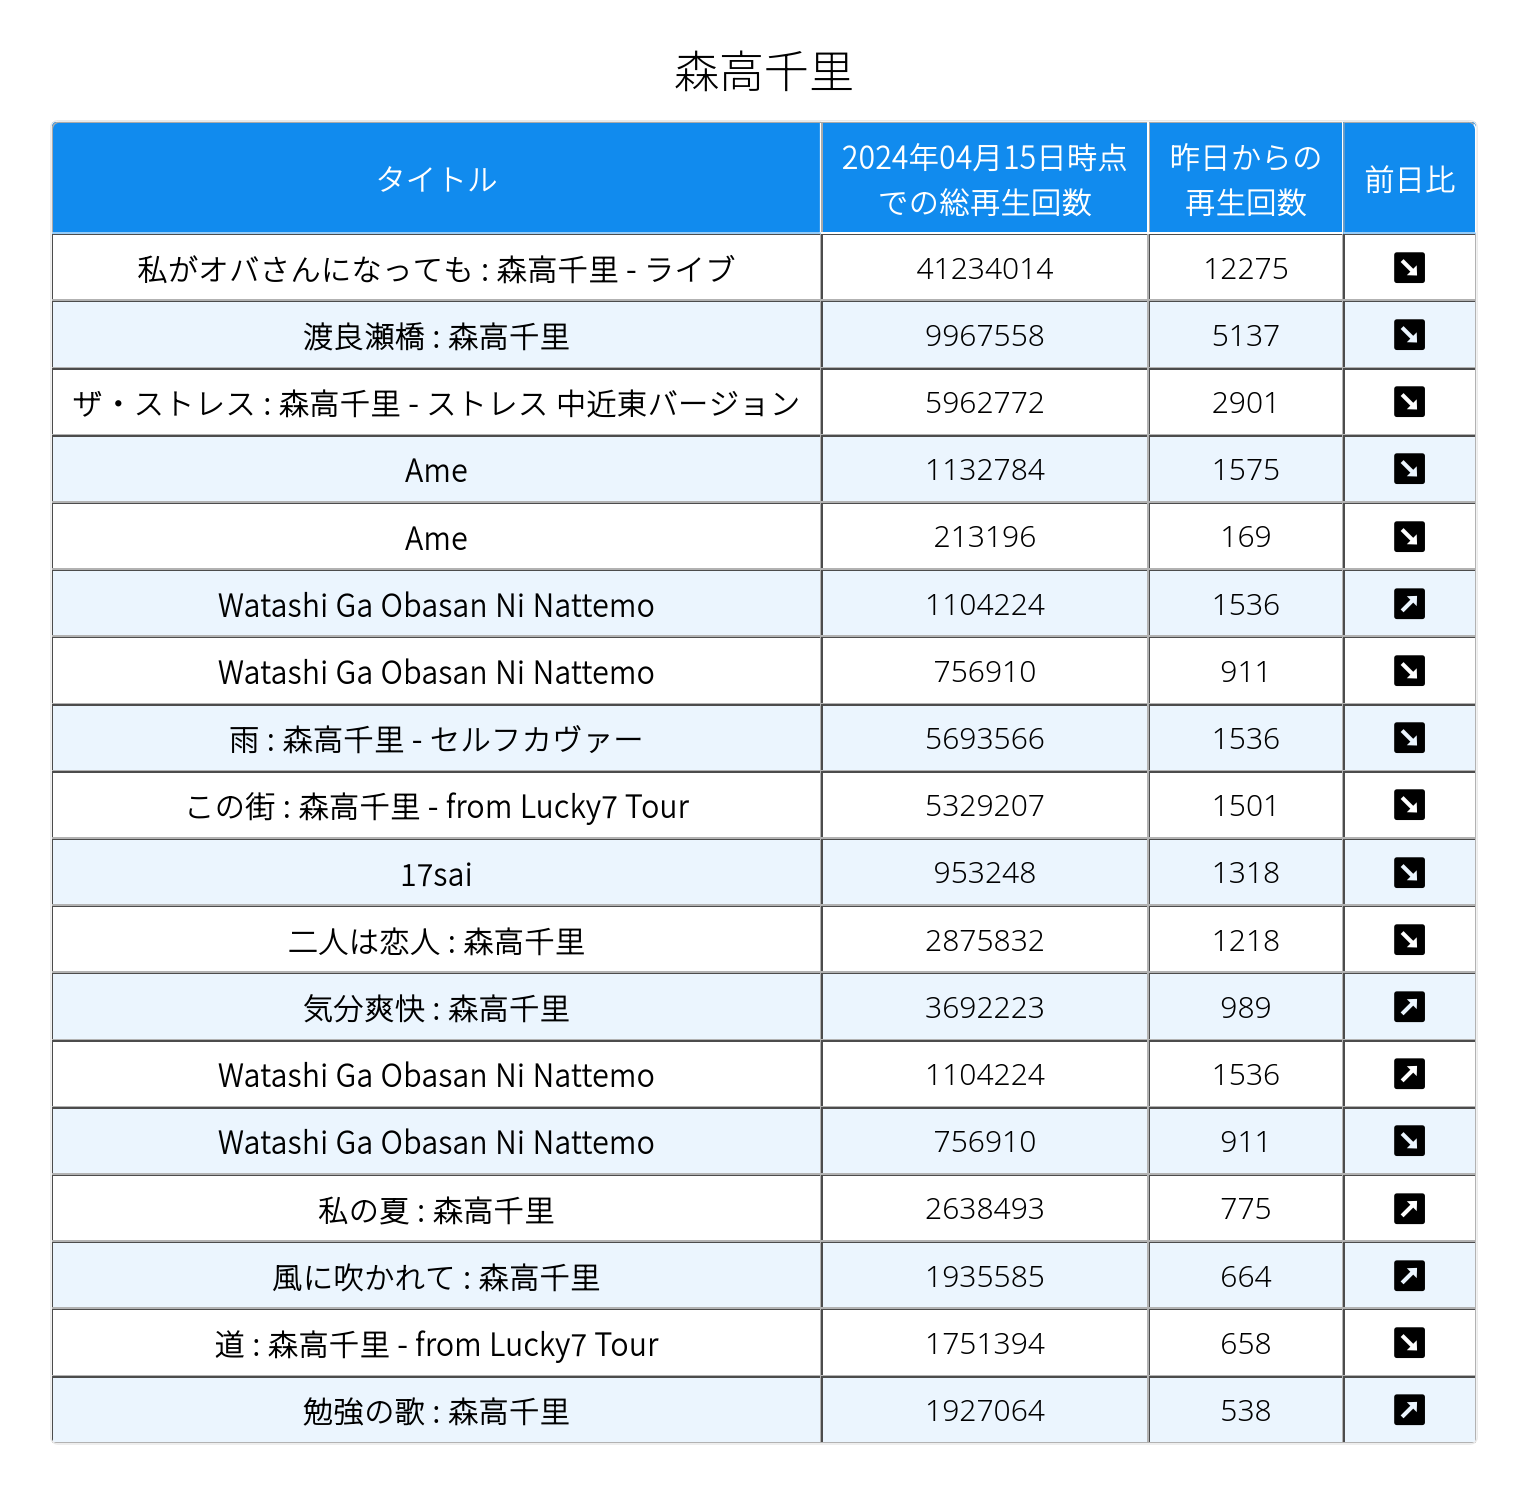 森高千里
タイトル
2024年04月15日時点
での総再生回数
昨日からの
再生回数
前日比
私がオバさんになっても : 森高千里 - ライブ 41234014 12275 ↘
渡良瀬橋 : 森高千里 9967558 5137 ↘
ザ・ストレス : 森高千里 - ストレス 中近東バージョン 5962772 2901 ↘
Ame 1132784 1575 ↘
Ame 213196 169 ↘
Watashi Ga Obasan Ni Nattemo 1104224 1536 ↗
Watashi Ga Obasan Ni Nattemo 756910 911 ↘
雨 : 森高千里 - セルフカヴァー 5693566 1536 ↘
この街 : 森高千里 - from Lucky7 Tour 5329207 1501 ↘
17sai 953248 1318 ↘
二人は恋人 : 森高千里 2875832 1218 ↘
気分爽快 : 森高千里 3692223 989 ↗
Watashi Ga Obasan Ni Nattemo 1104224 1536 ↗
Watashi Ga Obasan Ni Nattemo 756910 911 ↘
私の夏 : 森高千里 2638493 775 ↗
風に吹かれて : 森高千里 1935585 664 ↗
道 : 森高千里 - from Lucky7 Tour 1751394 658 ↘
勉強の歌 : 森高千里 1927064 538 ↗